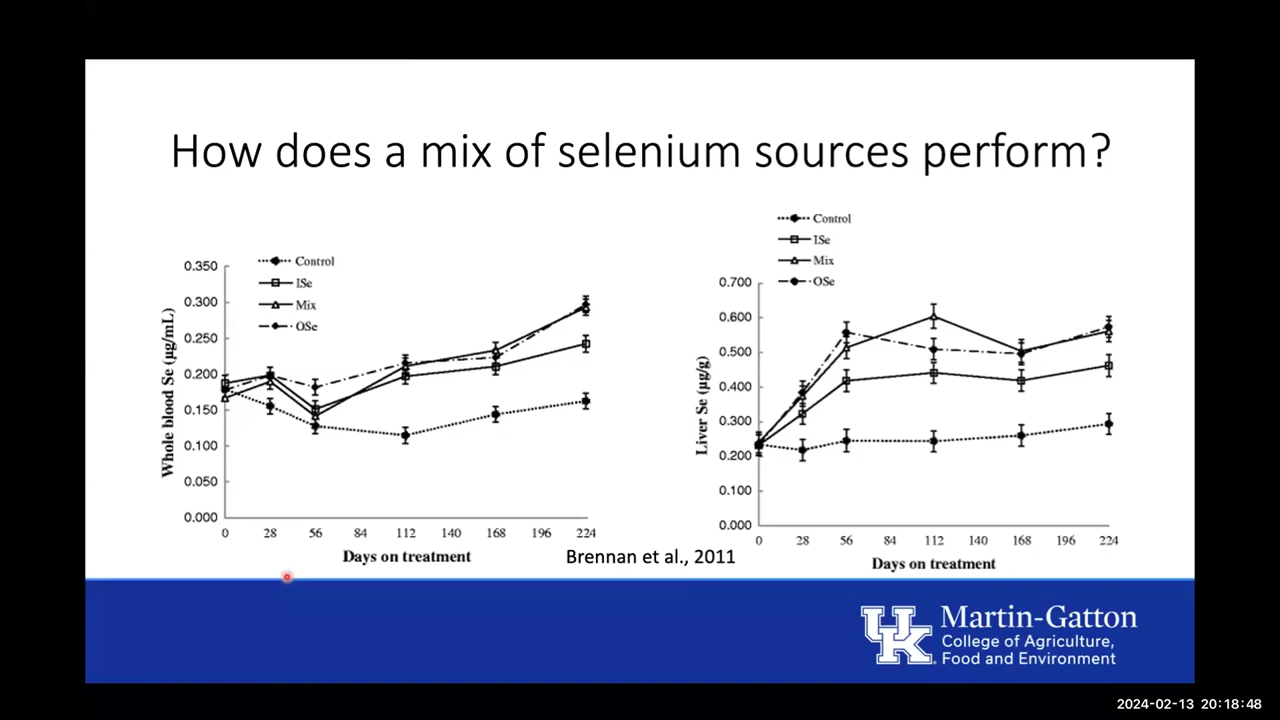 How does a mix of selenium sources perform?
Control
ISe
Mix
OSe
0.350
0.300
0.250
0.200
0.150
0.100
0.050
0.000
Whole blood Se (µg/mL)
0 28 56 84 112 140 168 196 224
Days on treatment
Brennan et al., 2011
Control
ISe
Mix
OSe
0.700
0.600
0.500
0.400
0.300
0.200
0.100
0.000
Liver Se (µg/g)
0 28 56 84 112 140 168 196 224
Days on treatment
UK
Martin-Gatton
College of Agriculture,
Food and Environment
2024-02-13 20:18:48